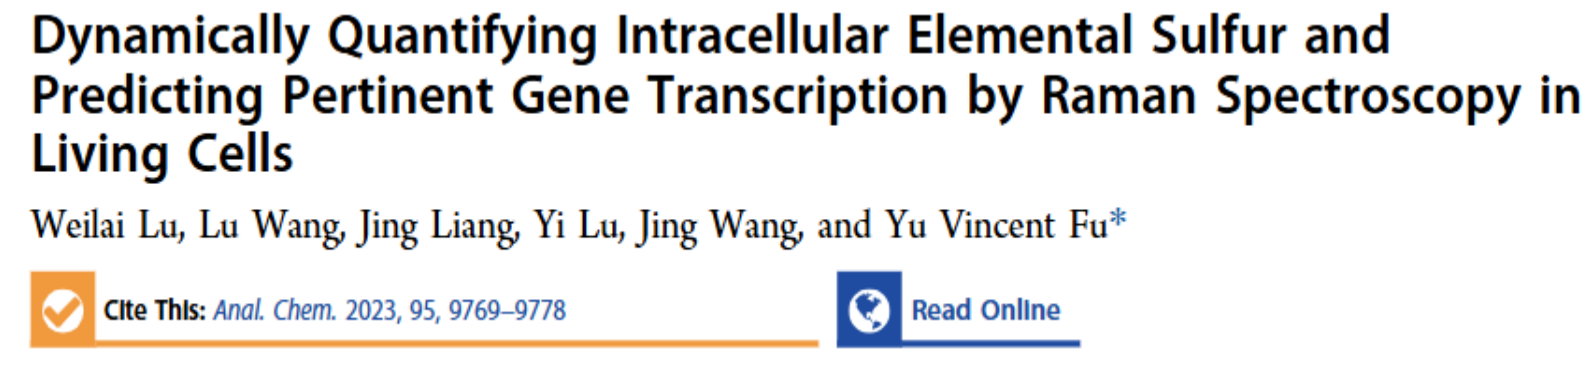 Dynamically Quantifying Intracellular Elemental Sulfur and
Predicting Pertinent Gene Transcription by Raman Spectroscopy in
Living Cells
Weilai Lu, Lu Wang, Jing Liang, Yi Lu, Jing Wang, and Yu Vincent Fu*
Cite This: Anal. Chem. 2023, 95, 9769–9778
Read Online